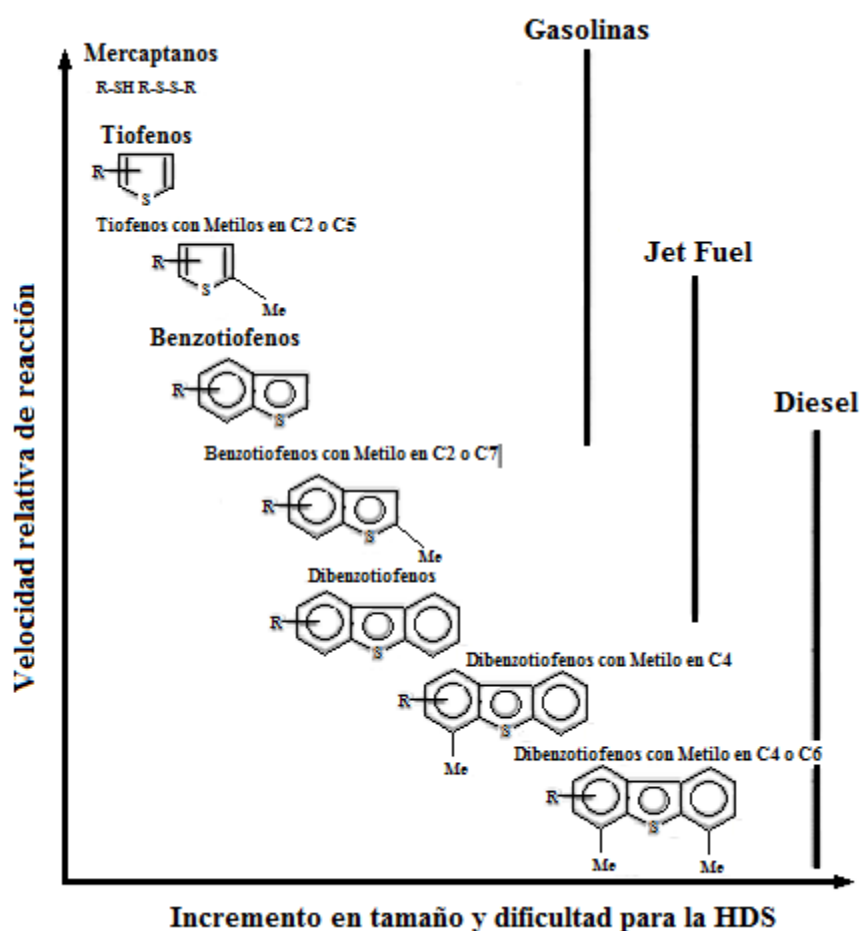 Gasolinas
Mercaptanos
R-SH R-S-S-R
Tiofenos
R
S
Tiofenos con Metilos en C2 o C5
R
S
Me
Jet Fuel
Benzotiofenos
R
S
Diesel
Benzotiofenos con Metilo en C2 o C7
R
S
Me
Dibenzotiofenos
R
S
Dibenzotiofenos con Metilo en C4
R
S
Me
Dibenzotiofenos con Metilo en C4 o C6
R
S
Me
Me
Velocidad relativa de reacción
Incremento en tamaño y dificultad para la HDS